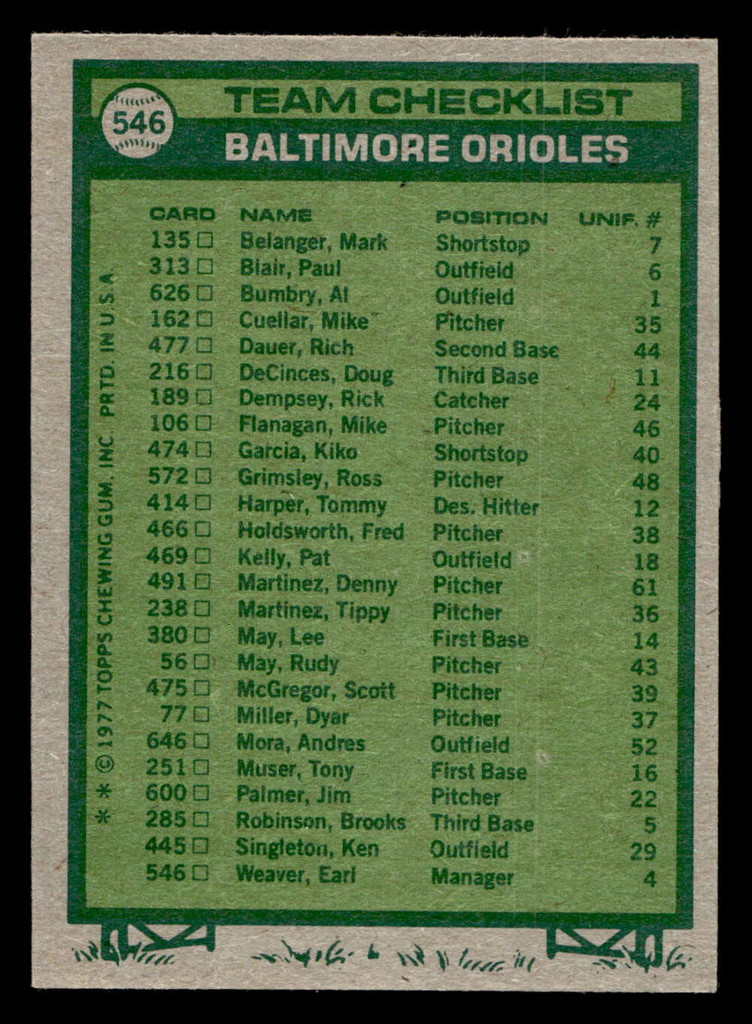 546
TEAM CHECKLIST
BALTIMORE ORIOLES
CARD NAME POSITION UNIF. #
135 □ Belanger, Mark Shortstop 7
313 □ Blair, Paul Outfield 6
626 □ Bumbry, Al Outfield 1
162 □ Cuellar, Mike Pitcher 35
477 □ Dauer, Rich Second Base 44
216 □ DeCinces, Doug Third Base 11
189 □ Dempsey, Rick Catcher 24
106 □ Flanagan, Mike Pitcher 46
474 □ Garcia, Kiko Shortstop 40
572 □ Grimsley, Ross Pitcher 48
414 □ Harper, Tommy Des. Hitter 12
466 □ Holdsworth, Fred Pitcher 38
469 □ Kelly, Pat Outfield 18
491 □ Martinez, Denny Pitcher 61
238 □ Martinez, Tippy Pitcher 36
380 □ May, Lee First Base 14
56 □ May, Rudy Pitcher 43
475 □ McGregor, Scott Pitcher 39
77 □ Miller, Dyar Pitcher 37
646 □ Mora, Andres Outfield 52
251 □ Muser, Tony First Base 16
600 □ Palmer, Jim Pitcher 22
285 □ Robinson, Brooks Third Base 5
445 □ Singleton, Ken Outfield 29
546 □ Weaver, Earl Manager 4
* * © 1977 TOPPS CHEWING GUM, INC. PRTD. IN U.S.A.